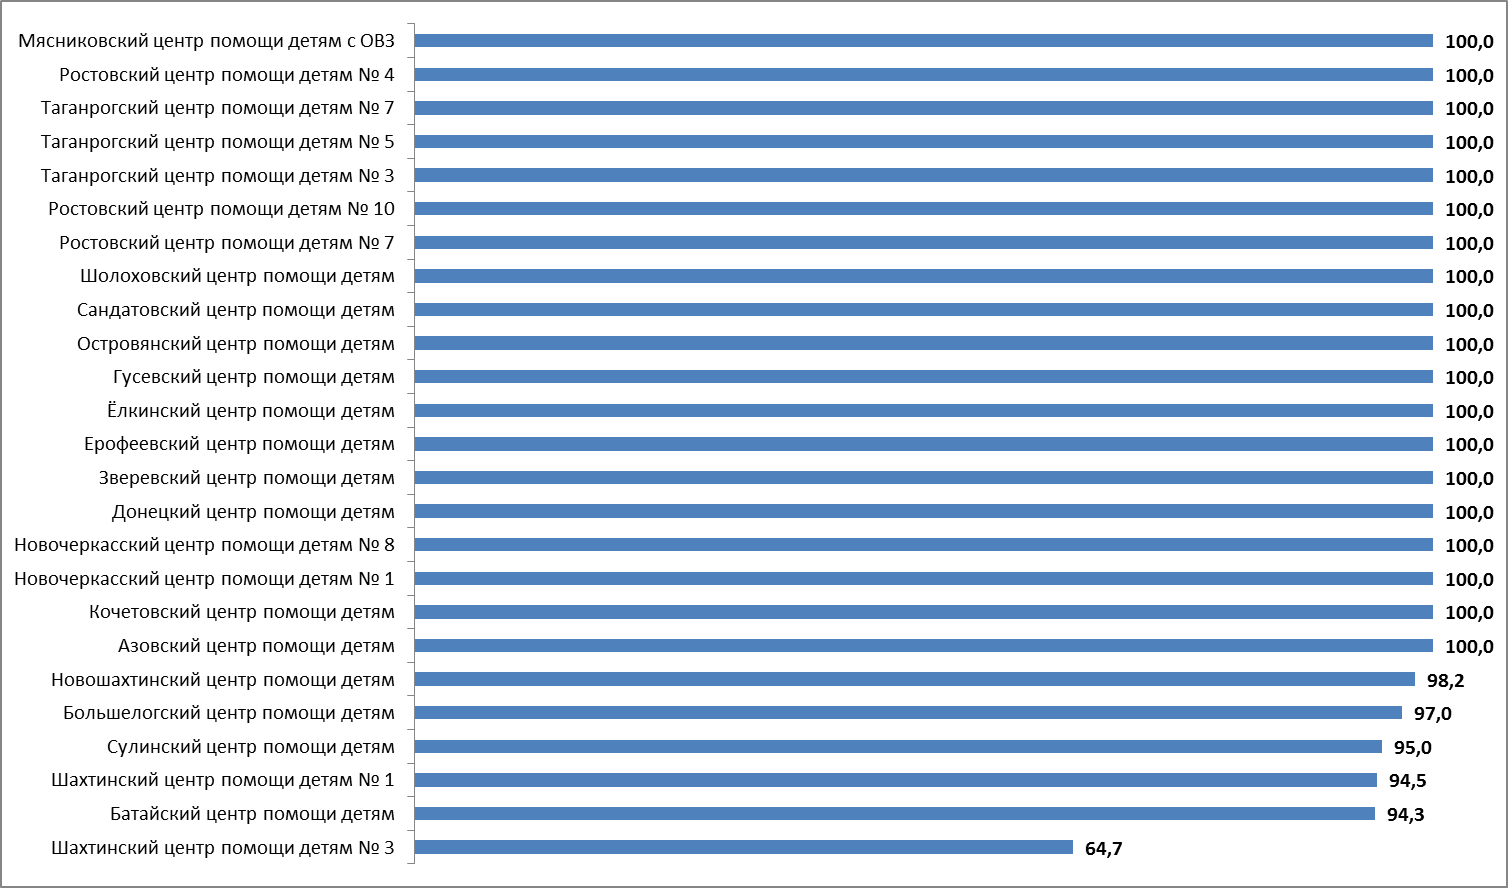 Мясниковский центр помощи детям с ОВЗ 100,0
Ростовский центр помощи детям № 4 100,0
Таганрогский центр помощи детям № 7 100,0
Таганрогский центр помощи детям № 5 100,0
Таганрогский центр помощи детям № 3 100,0
Ростовский центр помощи детям № 10 100,0
Ростовский центр помощи детям № 7 100,0
Шолоховский центр помощи детям 100,0
Сандатовский центр помощи детям 100,0
Островянский центр помощи детям 100,0
Гусевский центр помощи детям 100,0
Ёлкинский центр помощи детям 100,0
Ерофеевский центр помощи детям 100,0
Зверевский центр помощи детям 100,0
Донецкий центр помощи детям 100,0
Новочеркасский центр помощи детям № 8 100,0
Новочеркасский центр помощи детям № 1 100,0
Кочетовский центр помощи детям 100,0
Азовский центр помощи детям 100,0
Новошахтинский центр помощи детям 98,2
Большелогский центр помощи детям 97,0
Сулинский центр помощи детям 95,0
Шахтинский центр помощи детям № 1 94,5
Батайский центр помощи детям 94,3
Шахтинский центр помощи детям № 3 64,7